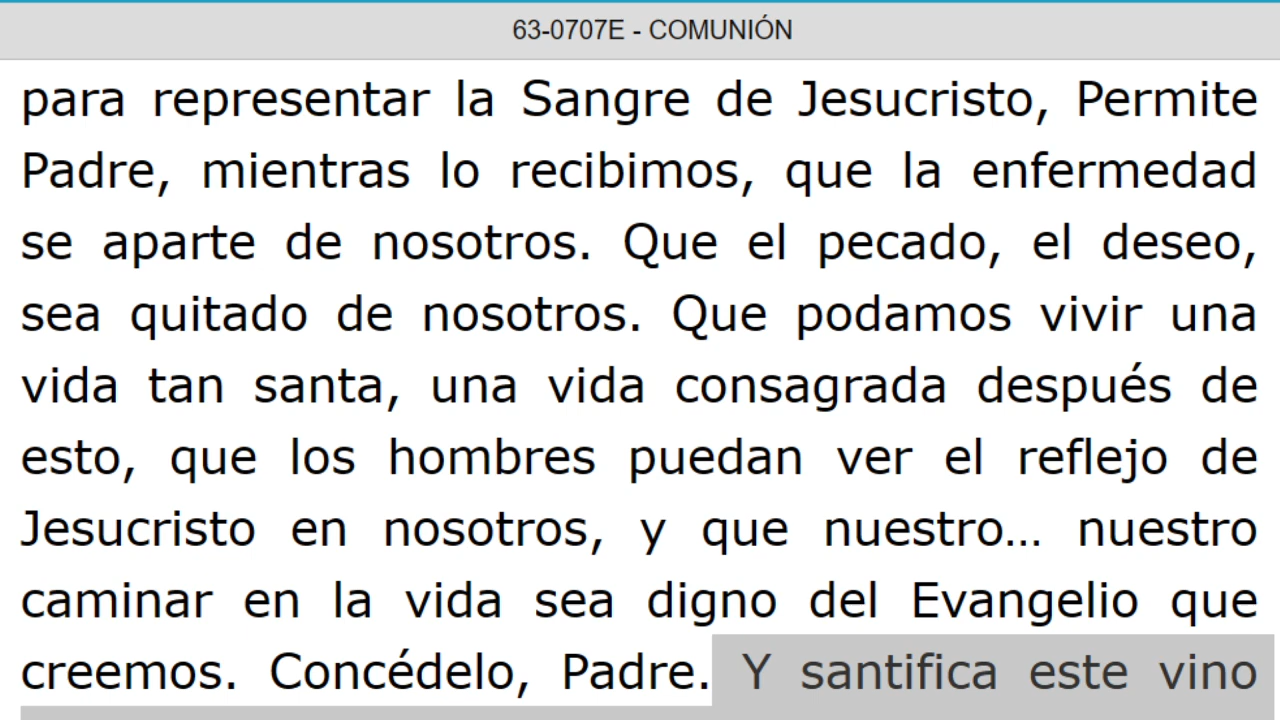 63-0707E - COMUNIÓN
para representar la Sangre de Jesucristo, Permite
Padre, mientras lo recibimos, que la enfermedad
se aparte de nosotros. Que el pecado, el deseo,
sea quitado de nosotros. Que podamos vivir una
vida tan santa, una vida consagrada después de
esto, que los hombres puedan ver el reflejo de
Jesucristo en nosotros, y que nuestro... nuestro
caminar en la vida sea digno del Evangelio que
creemos. Concédelo, Padre. Y santifica este vino